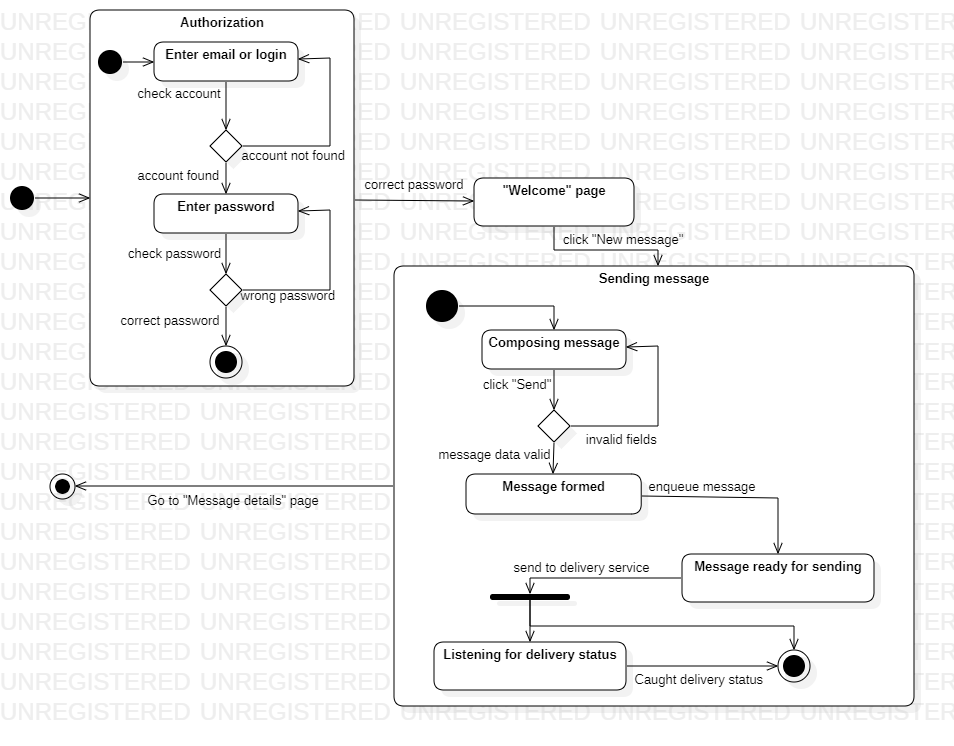 Authorization
Enter email or login
check account
account not found
account found
Enter password
check password
wrong password
correct password
correct password
"Welcome" page
click "New message"
Sending message
Composing message
click "Send"
invalid fields
message data valid
Message formed
enqueue message
Go to "Message details" page
Message ready for sending
send to delivery service
Listening for delivery status
Caught delivery status
UNREGISTERED